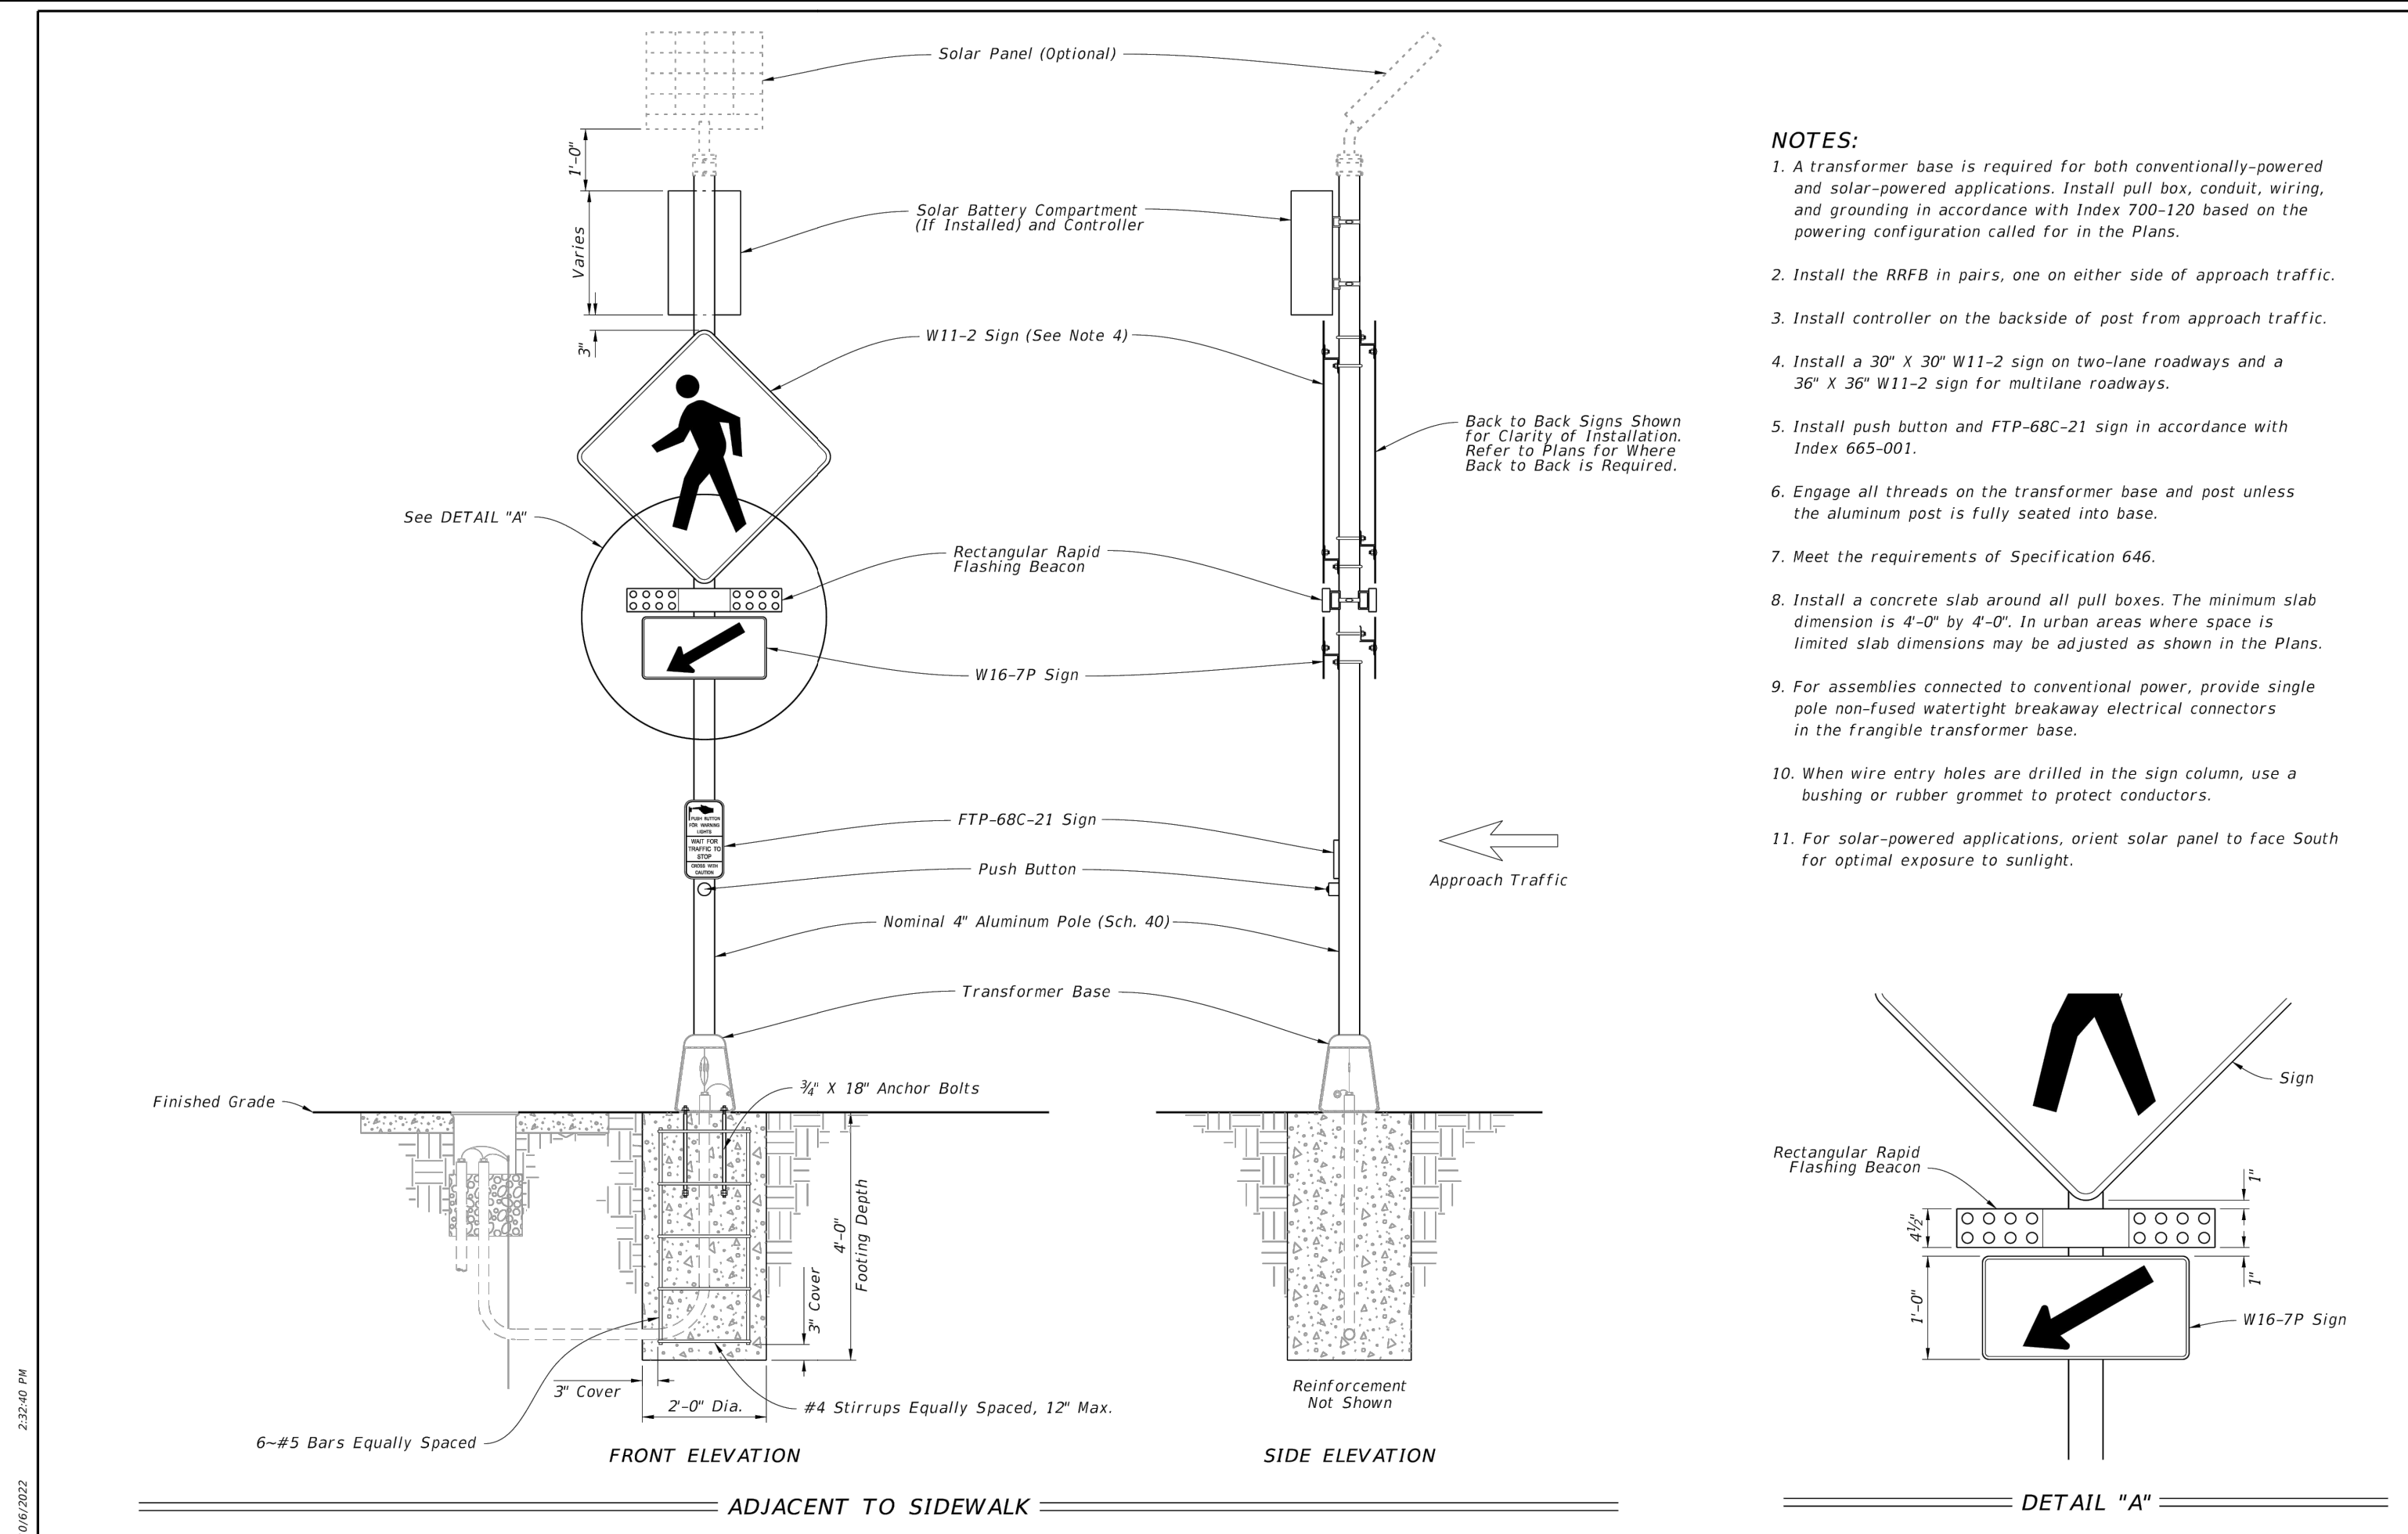 Solar Panel (Optional)
1'-0"
Solar Battery Compartment
(If Installed) and Controller
Varies
3"
W11-2 Sign (See Note 4)
Back to Back Signs Shown
for Clarity of Installation.
Refer to Plans for Where
Back to Back is Required.
See DETAIL "A"
Rectangular Rapid
Flashing Beacon
W16-7P Sign
PUSH BUTTON
FOR WARNING
LIGHTS
WAIT FOR
TRAFFIC TO
STOP
CROSS WITH
CAUTION
FTP-68C-21 Sign
Push Button
Approach Traffic
Nominal 4" Aluminum Pole (Sch. 40)
Transformer Base
¾" X 18" Anchor Bolts
Finished Grade
4'-0"
Footing Depth
3" Cover
3" Cover
2'-0" Dia.
#4 Stirrups Equally Spaced, 12" Max.
6~#5 Bars Equally Spaced
Reinforcement
Not Shown
FRONT ELEVATION
SIDE ELEVATION
ADJACENT TO SIDEWALK
NOTES:
1. A transformer base is required for both conventionally-powered
and solar-powered applications. Install pull box, conduit, wiring,
and grounding in accordance with Index 700-120 based on the
powering configuration called for in the Plans.
2. Install the RRFB in pairs, one on either side of approach traffic.
3. Install controller on the backside of post from approach traffic.
4. Install a 30" X 30" W11-2 sign on two-lane roadways and a
36" X 36" W11-2 sign for multilane roadways.
5. Install push button and FTP-68C-21 sign in accordance with
Index 665-001.
6. Engage all threads on the transformer base and post unless
the aluminum post is fully seated into base.
7. Meet the requirements of Specification 646.
8. Install a concrete slab around all pull boxes. The minimum slab
dimension is 4'-0" by 4'-0". In urban areas where space is
limited slab dimensions may be adjusted as shown in the Plans.
9. For assemblies connected to conventional power, provide single
pole non-fused watertight breakaway electrical connectors
in the frangible transformer base.
10. When wire entry holes are drilled in the sign column, use a
bushing or rubber grommet to protect conductors.
11. For solar-powered applications, orient solar panel to face South
for optimal exposure to sunlight.
Sign
Rectangular Rapid
Flashing Beacon
1"
4½"
1"
1'-0"
W16-7P Sign
DETAIL "A"
2:32:40 PM
0/6/2022